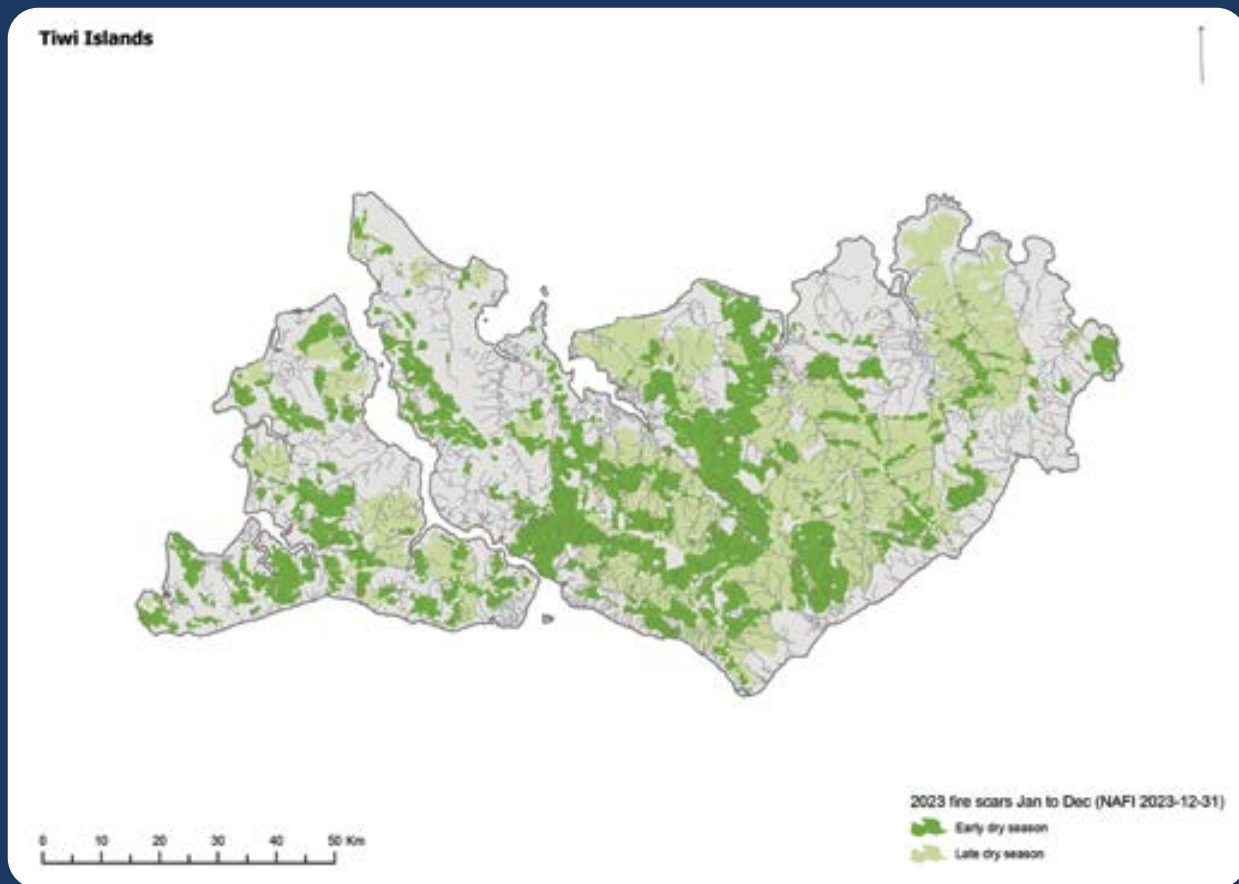 Tiwi Islands
2023 fire scars Jan to Dec (NAFI 2023-12-31)
Early dry season
Late dry season
0 10 20 30 40 50 Km